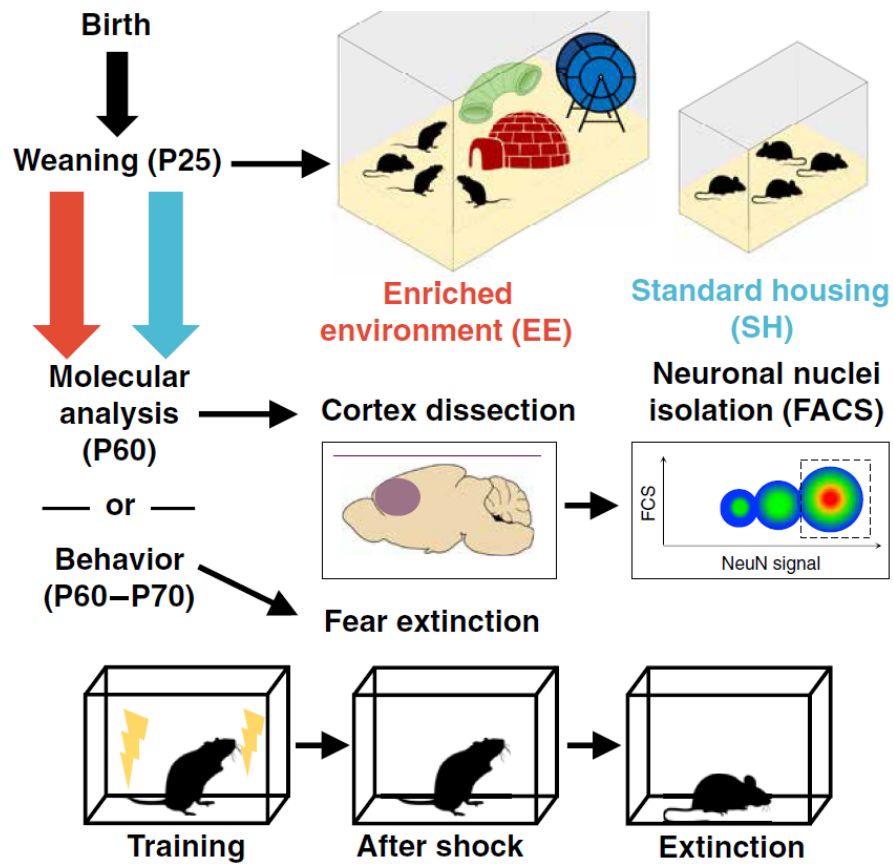 Birth
Weaning (P25)
Enriched
environment (EE)
Standard housing
(SH)
Molecular
analysis
(P60)
Cortex dissection
Neuronal nuclei
isolation (FACS)
FCS
NeuN signal
or
Behavior
(P60–P70)
Fear extinction
Training
After shock
Extinction